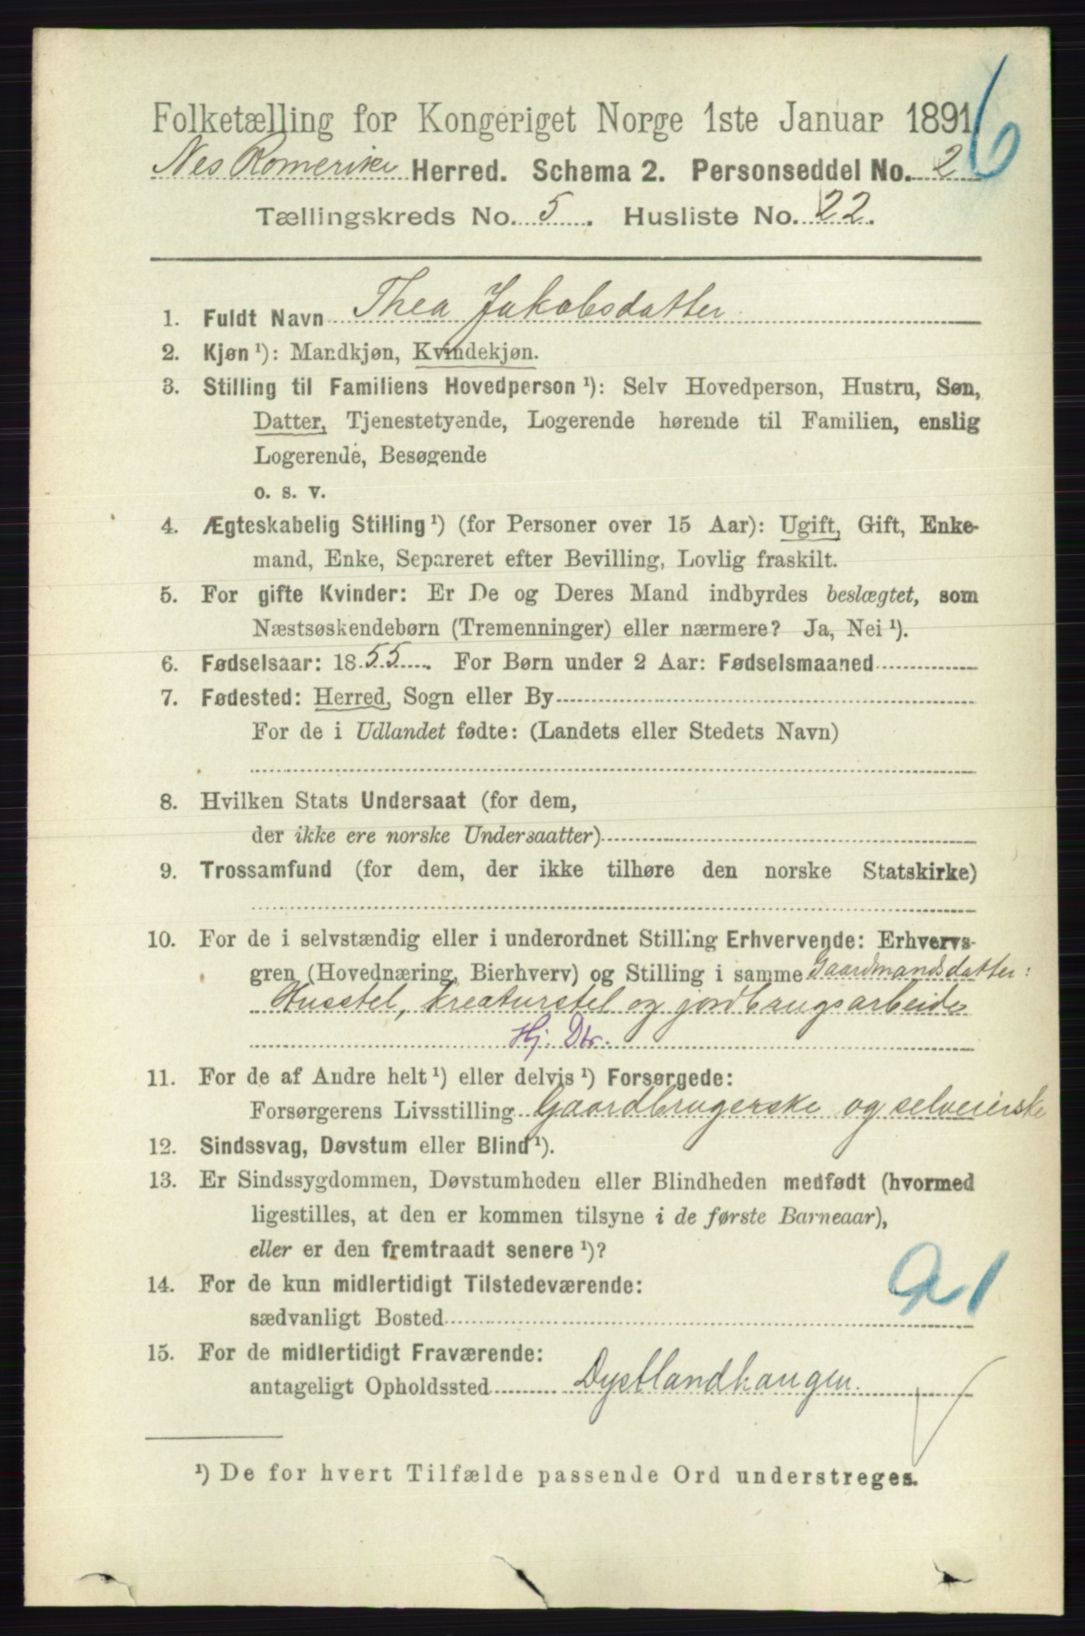 Folketælling for Kongeriget Norge 1ste Januar 1891
6
Nes Romerike Herred. Schema 2. Personseddel No. 2
Tællingskreds No. 5. Husliste No. 22.
1. Fuldt Navn Thea Jakobsdatter
2. Kjøn ¹): Mandkjøn, Kvindekjøn.
3. Stilling til Familiens Hovedperson ¹): Selv Hovedperson, Hustru, Søn,
Datter, Tjenestetyende, Logerende hørende til Familien, enslig
Logerende, Besøgende
o. s. v.
4. Ægteskabelig Stilling ¹) (for Personer over 15 Aar): Ugift, Gift, Enke-
mand, Enke, Separeret efter Bevilling, Lovlig fraskilt.
5. For gifte Kvinder: Er De og Deres Mand indbyrdes beslægtet, som
Næstsøskendebørn (Tremenninger) eller nærmere? Ja, Nei ¹).
6. Fødselsaar: 1855. For Børn under 2 Aar: Fødselsmaaned
7. Fødested: Herred, Sogn eller By
For de i Udlandet fødte: (Landets eller Stedets Navn)
8. Hvilken Stats Undersaat (for dem,
der ikke ere norske Undersaatter)
9. Trossamfund (for dem, der ikke tilhøre den norske Statskirke)
10. For de i selvstændig eller i underordnet Stilling Erhvervende: Erhvervs-
gren (Hovednæring, Bierhverv) og Stilling i samme Gaardmandsdatter:
Husstel, kreaturstel og jordbrugsarbeide
Hj. Dtr.
11. For de af Andre helt ¹) eller delvis ¹) Forsørgede:
Forsørgerens Livsstilling Gaardbrugerske og selveierske
12. Sindssvag, Døvstum eller Blind ¹).
13. Er Sindssygdommen, Døvstumheden eller Blindheden medfødt (hvormed
ligestilles, at den er kommen tilsyne i de første Barneaar),
eller er den fremtraadt senere ¹)?
14. For de kun midlertidigt Tilstedeværende:
sædvanligt Bosted
15. For de midlertidigt Fraværende:
antageligt Opholdssted Dystlandhaugen.
¹) De for hvert Tilfælde passende Ord understreges.